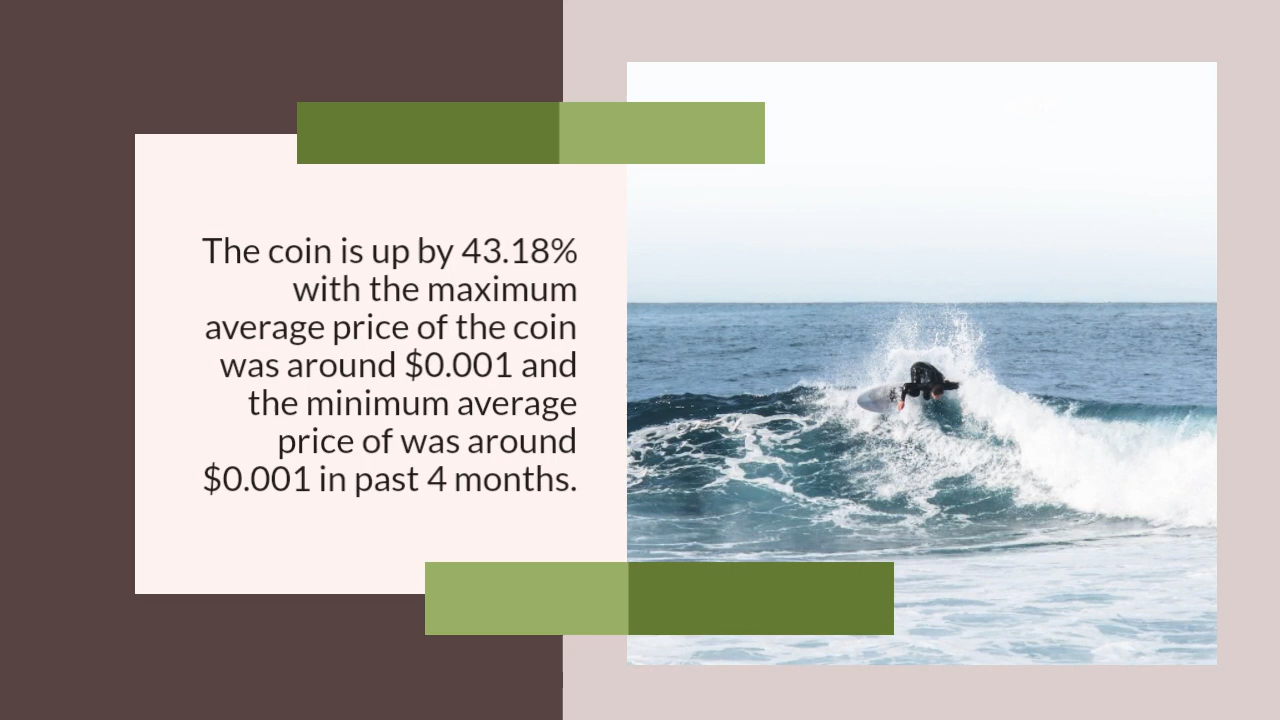 The coin is up by 43.18%
with the maximum
average price of the coin
was around $0.001 and
the minimum average
price of was around
$0.001 in past 4 months.